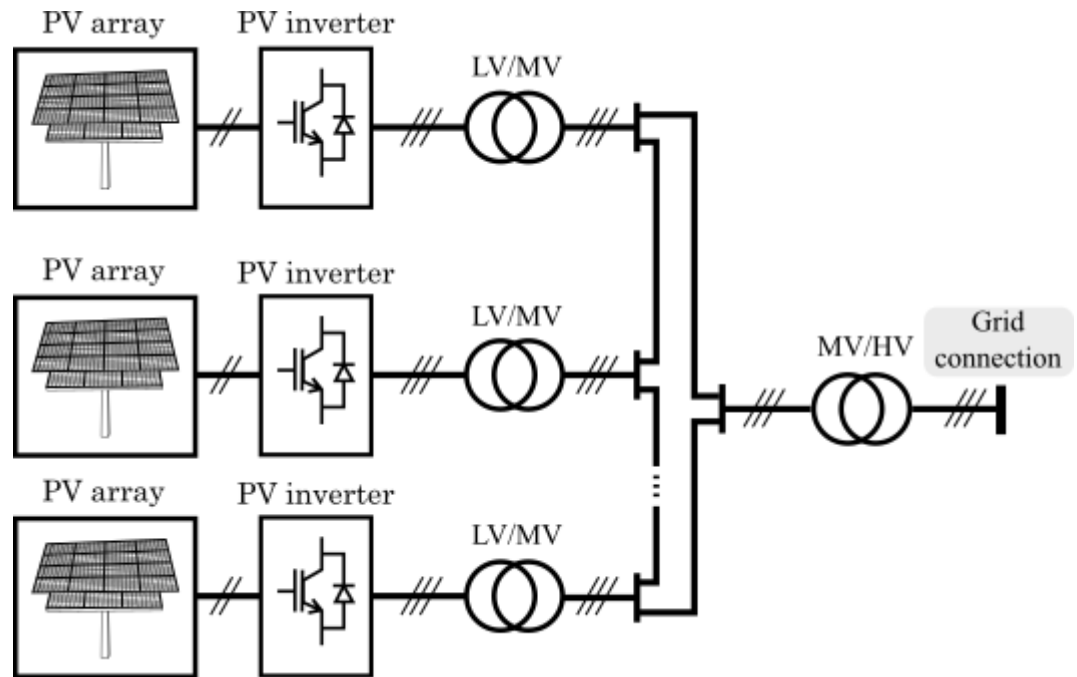 PV array
PV inverter
LV/MV
PV array
PV inverter
LV/MV
MV/HV
Grid
connection
PV array
PV inverter
LV/MV